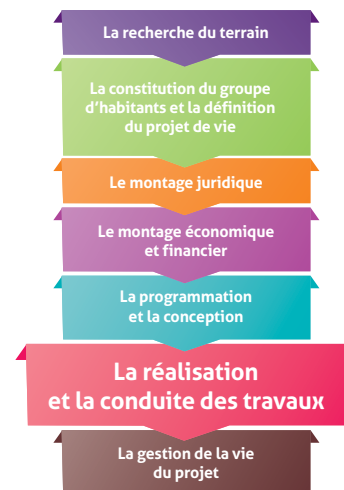 La recherche du terrain
La constitution du groupe
d'habitants et la définition
du projet de vie
Le montage juridique
Le montage économique
et financier
La programmation
et la conception
La réalisation
et la conduite des travaux
La gestion de la vie
du projet